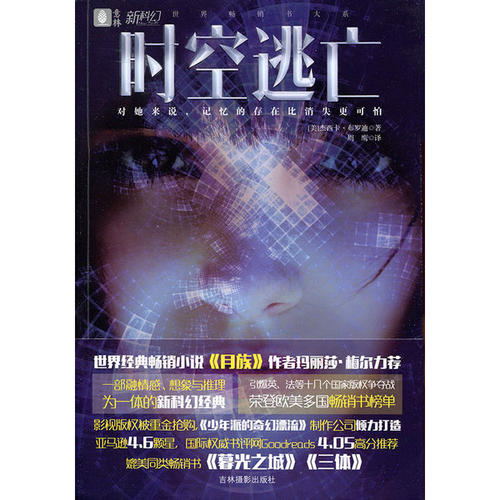 意林 新科幻 世界畅销书大系
时空逃亡
对她来说，记忆的存在比消失更可怕
[美]杰西卡·布罗迪 著
周鹰 译
世界经典畅销小说《月族》作者玛丽莎·梅尔力荐
一部融情感、想象与推理
为一体的新科幻经典
引爆英、法等十几个国家版权争夺战
荣登欧美多国畅销书榜单
影视版权被重金抢购,《少年派的奇幻漂流》制作公司倾力打造
亚马逊4.6颗星，国际权威书评网Goodreads 4.05高分推荐
媲美同类畅销书《暮光之城》《三体》
吉林摄影出版社